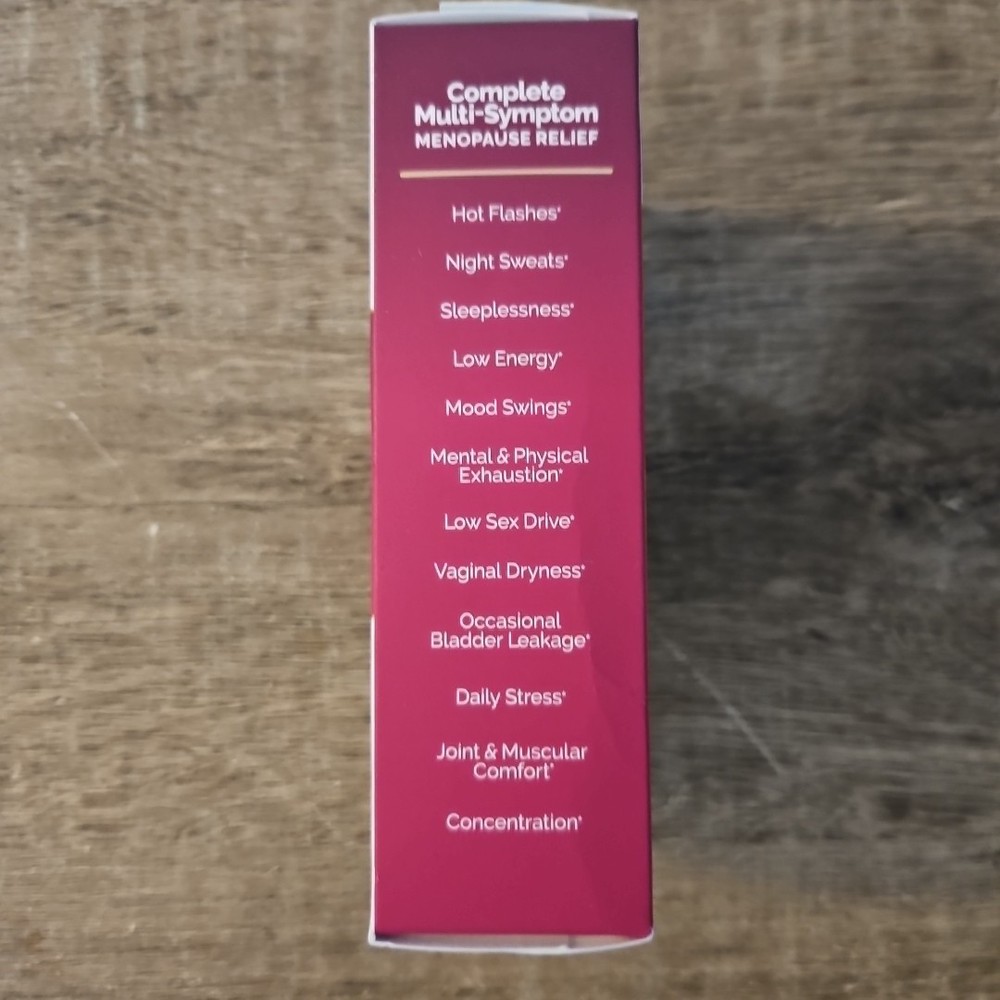 Complete
Multi-Symptom
MENOPAUSE RELIEF
Hot Flashes*
Night Sweats*
Sleeplessness*
Low Energy*
Mood Swings*
Mental & Physical
Exhaustion*
Low Sex Drive*
Vaginal Dryness*
Occasional
Bladder Leakage*
Daily Stress*
Joint & Muscular
Comfort*
Concentration*